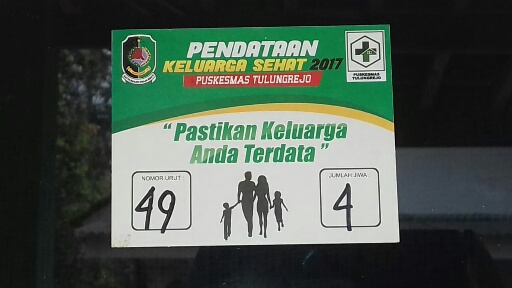 PENDATAAN
KELUARGA SEHAT 2017
PUSKESMAS TULUNGREJO
PUSKESMAS
TULUNGREJO
"Pastikan Keluarga
Anda Terdata"
NOMOR URUT :
49
JUMLAH JIWA :
4